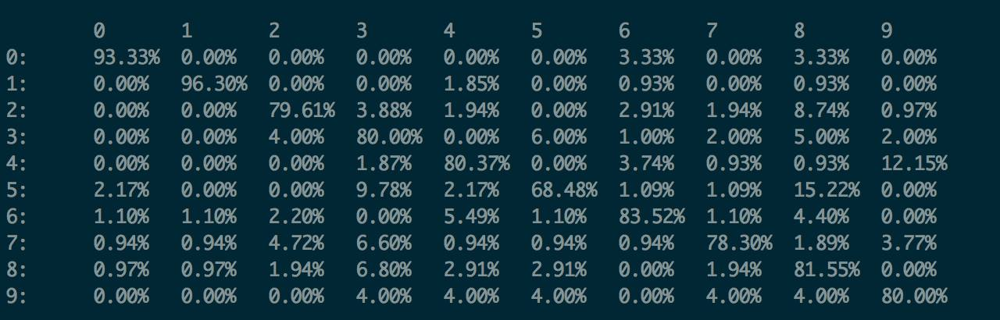 0 1 2 3 4 5 6 7 8 9
0: 93.33% 0.00% 0.00% 0.00% 0.00% 0.00% 3.33% 0.00% 3.33% 0.00%
1: 0.00% 96.30% 0.00% 0.00% 1.85% 0.00% 0.93% 0.00% 0.93% 0.00%
2: 0.00% 0.00% 79.61% 3.88% 1.94% 0.00% 2.91% 1.94% 8.74% 0.97%
3: 0.00% 0.00% 4.00% 80.00% 0.00% 6.00% 1.00% 2.00% 5.00% 2.00%
4: 0.00% 0.00% 0.00% 1.87% 80.37% 0.00% 3.74% 0.93% 0.93% 12.15%
5: 2.17% 0.00% 0.00% 9.78% 2.17% 68.48% 1.09% 1.09% 15.22% 0.00%
6: 1.10% 1.10% 2.20% 0.00% 5.49% 1.10% 83.52% 1.10% 4.40% 0.00%
7: 0.94% 0.94% 4.72% 6.60% 0.94% 0.94% 0.94% 78.30% 1.89% 3.77%
8: 0.97% 0.97% 1.94% 6.80% 2.91% 2.91% 0.00% 1.94% 81.55% 0.00%
9: 0.00% 0.00% 0.00% 4.00% 4.00% 4.00% 0.00% 4.00% 4.00% 80.00%